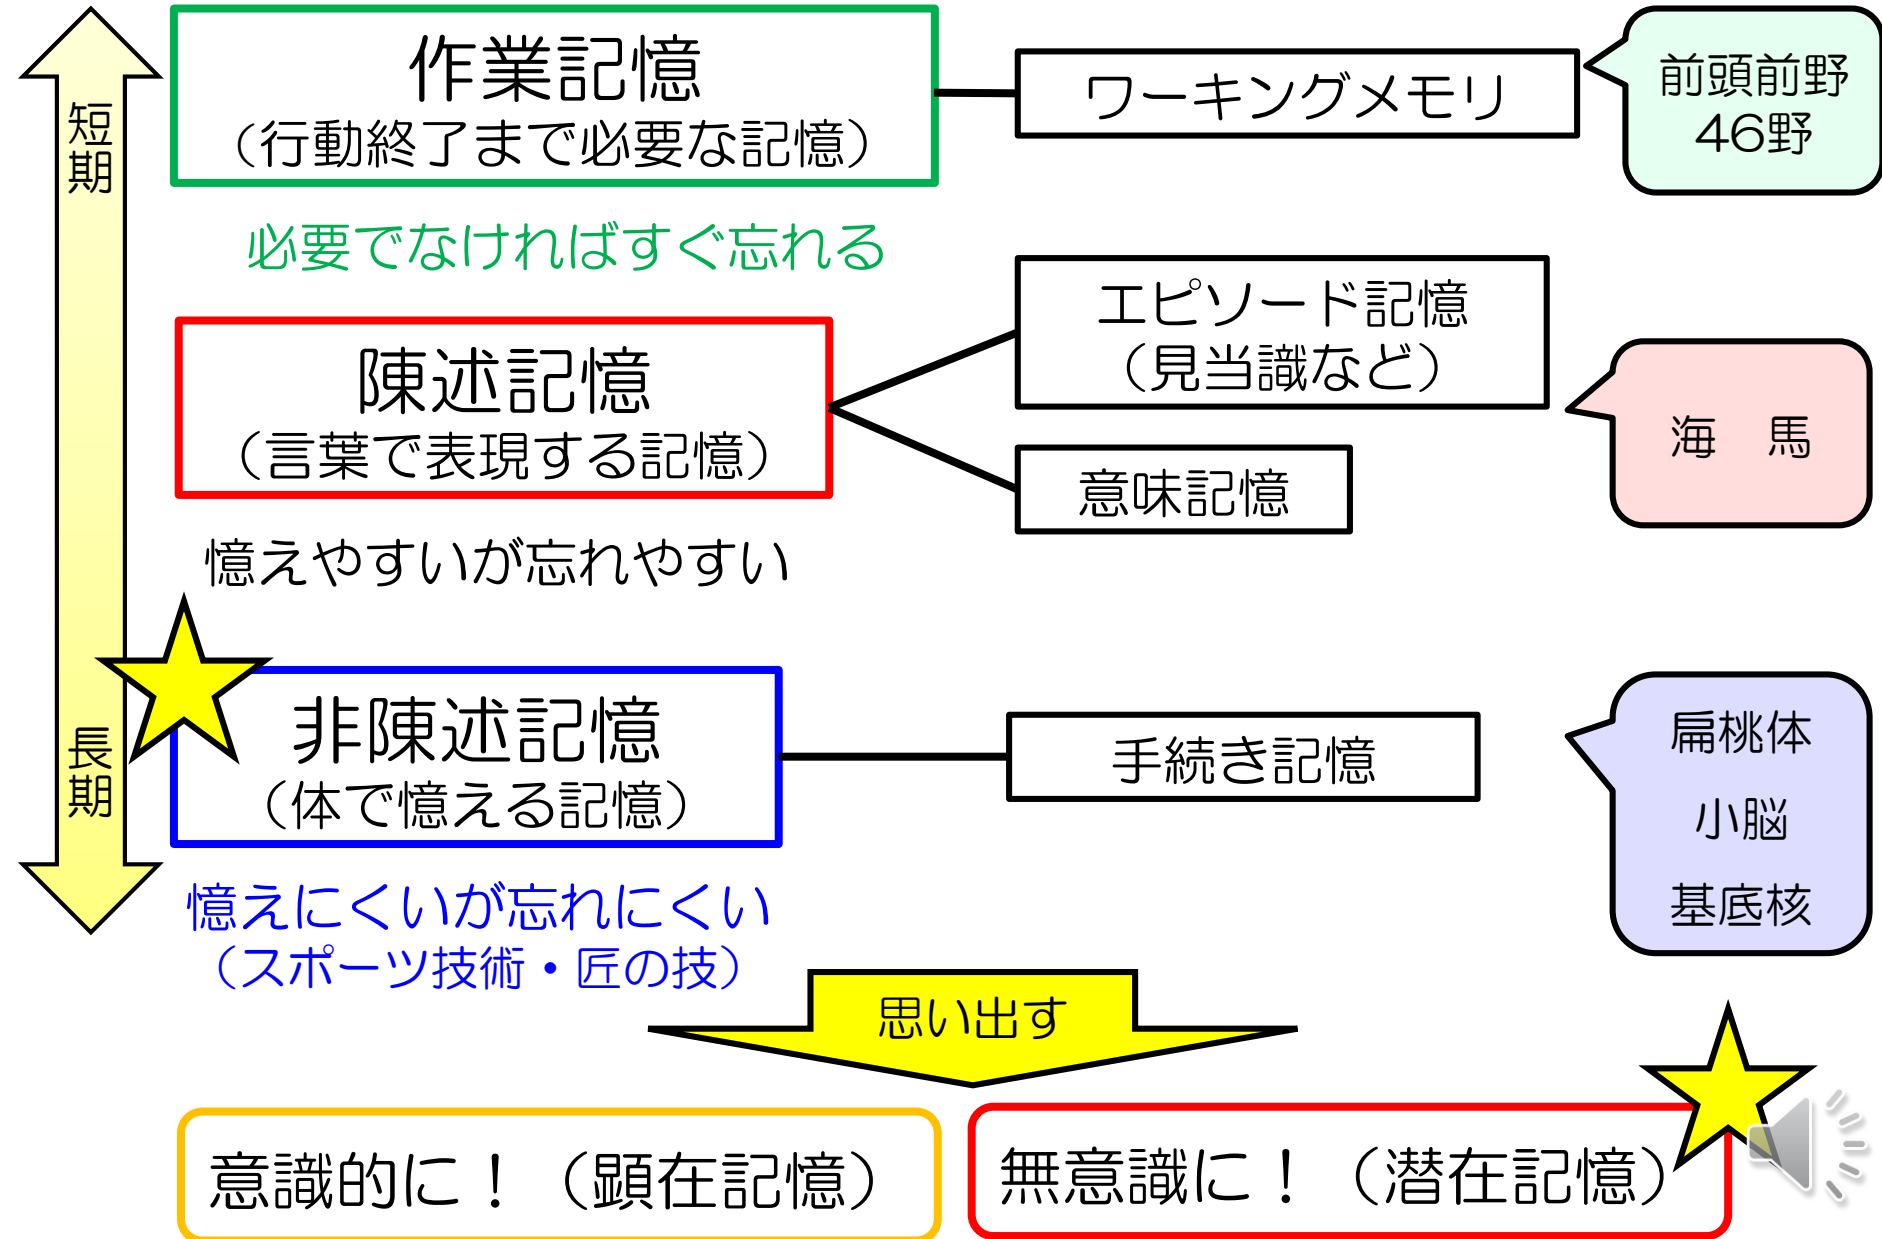 短期
作業記憶
（行動終了まで必要な記憶）
ワーキングメモリ
前頭前野
46野
必要でなければすぐ忘れる
陳述記憶
（言葉で表現する記憶）
エピソード記憶
（見当識など）
意味記憶
海　馬
憶えやすいが忘れやすい
長期
非陳述記憶
（体で憶える記憶）
手続き記憶
扁桃体
小脳
基底核
憶えにくいが忘れにくい
（スポーツ技術・匠の技）
思い出す
意識的に！（顕在記憶）
無意識に！（潜在記憶）